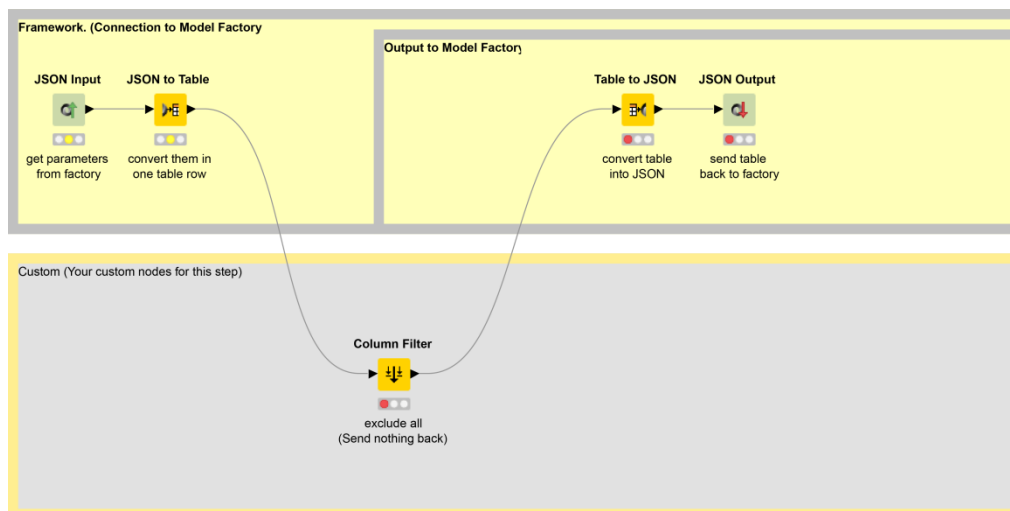 Framework. (Connection to Model Factory
Output to Model Factory
JSON Input
JSON to Table
get parameters
from factory
convert them in
one table row
Table to JSON
JSON Output
convert table
into JSON
send table
back to factory
Custom (Your custom nodes for this step)
Column Filter
exclude all
(Send nothing back)